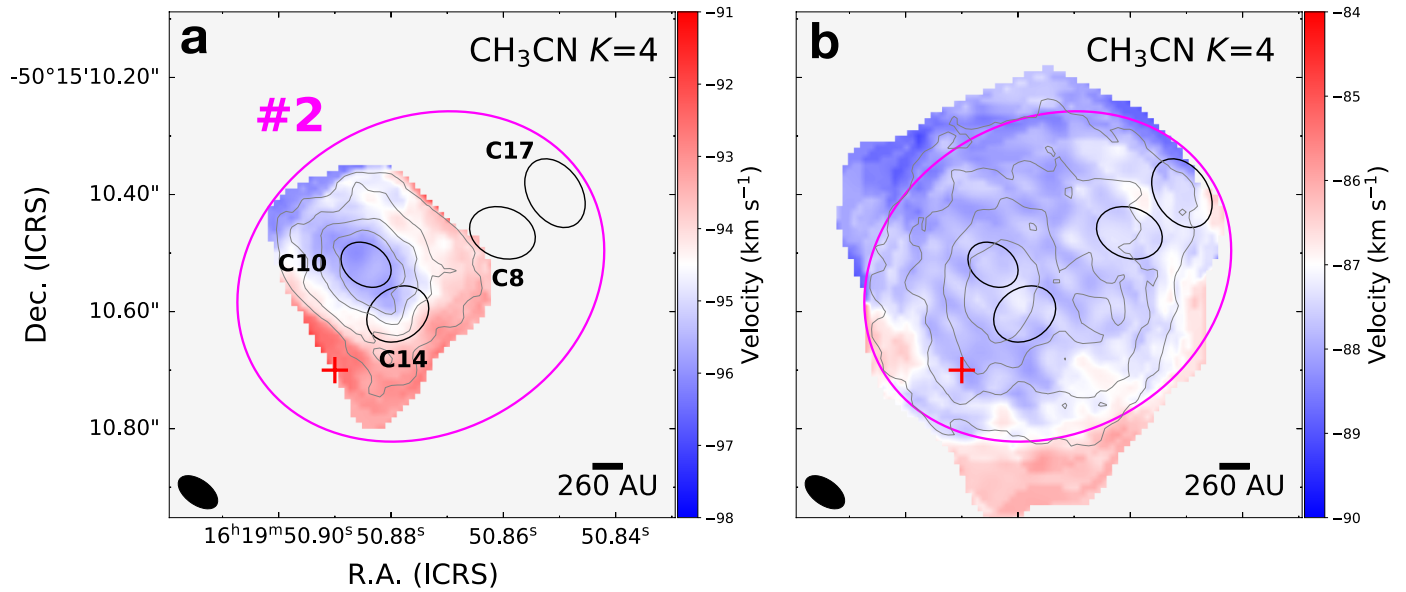 a
CH₃CN K=4
#2
C17
C10
C8
C14
260 AU
-50°15'10.20"
10.40"
10.60"
10.80"
Dec. (ICRS)
16ʰ19ᵐ50.90ˢ 50.88ˢ 50.86ˢ 50.84ˢ
R.A. (ICRS)
−91
−92
−93
−94
−95
−96
−97
−98
Velocity (km s⁻¹)
b
CH₃CN K=4
260 AU
−84
−85
−86
−87
−88
−89
−90
Velocity (km s⁻¹)